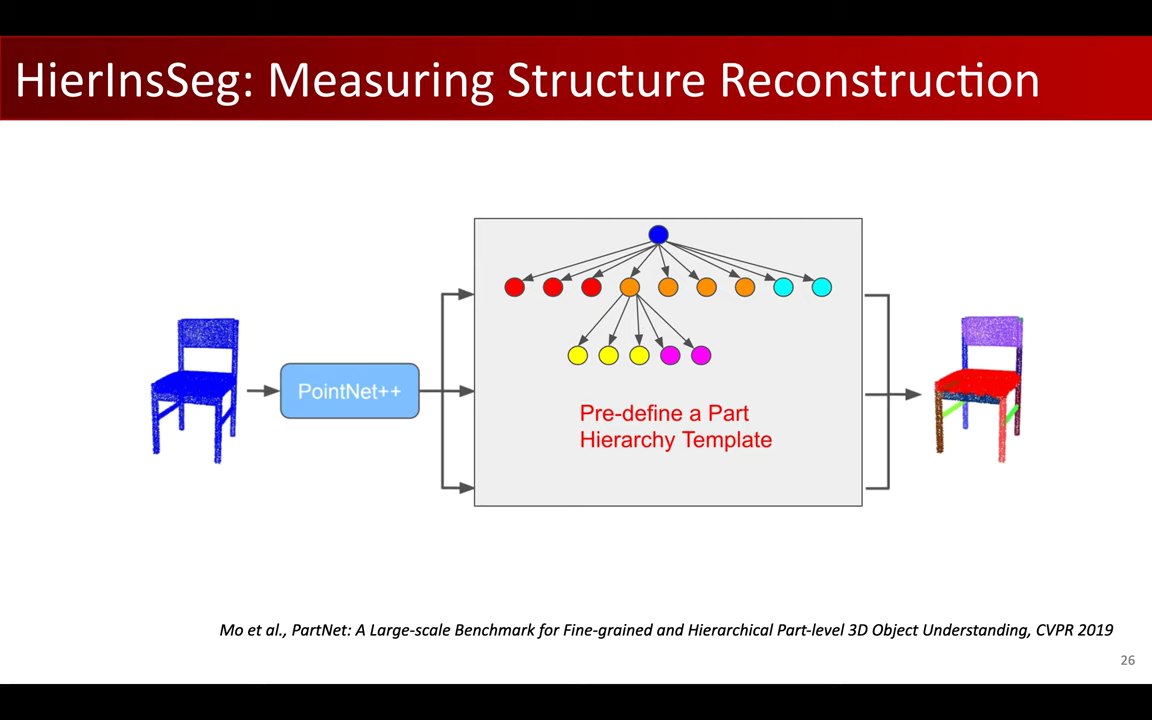 HierInsSeg: Measuring Structure Reconstruction
PointNet++
Pre-define a Part
Hierarchy Template
Mo et al., PartNet: A Large-scale Benchmark for Fine-grained and Hierarchical Part-level 3D Object Understanding, CVPR 2019
26